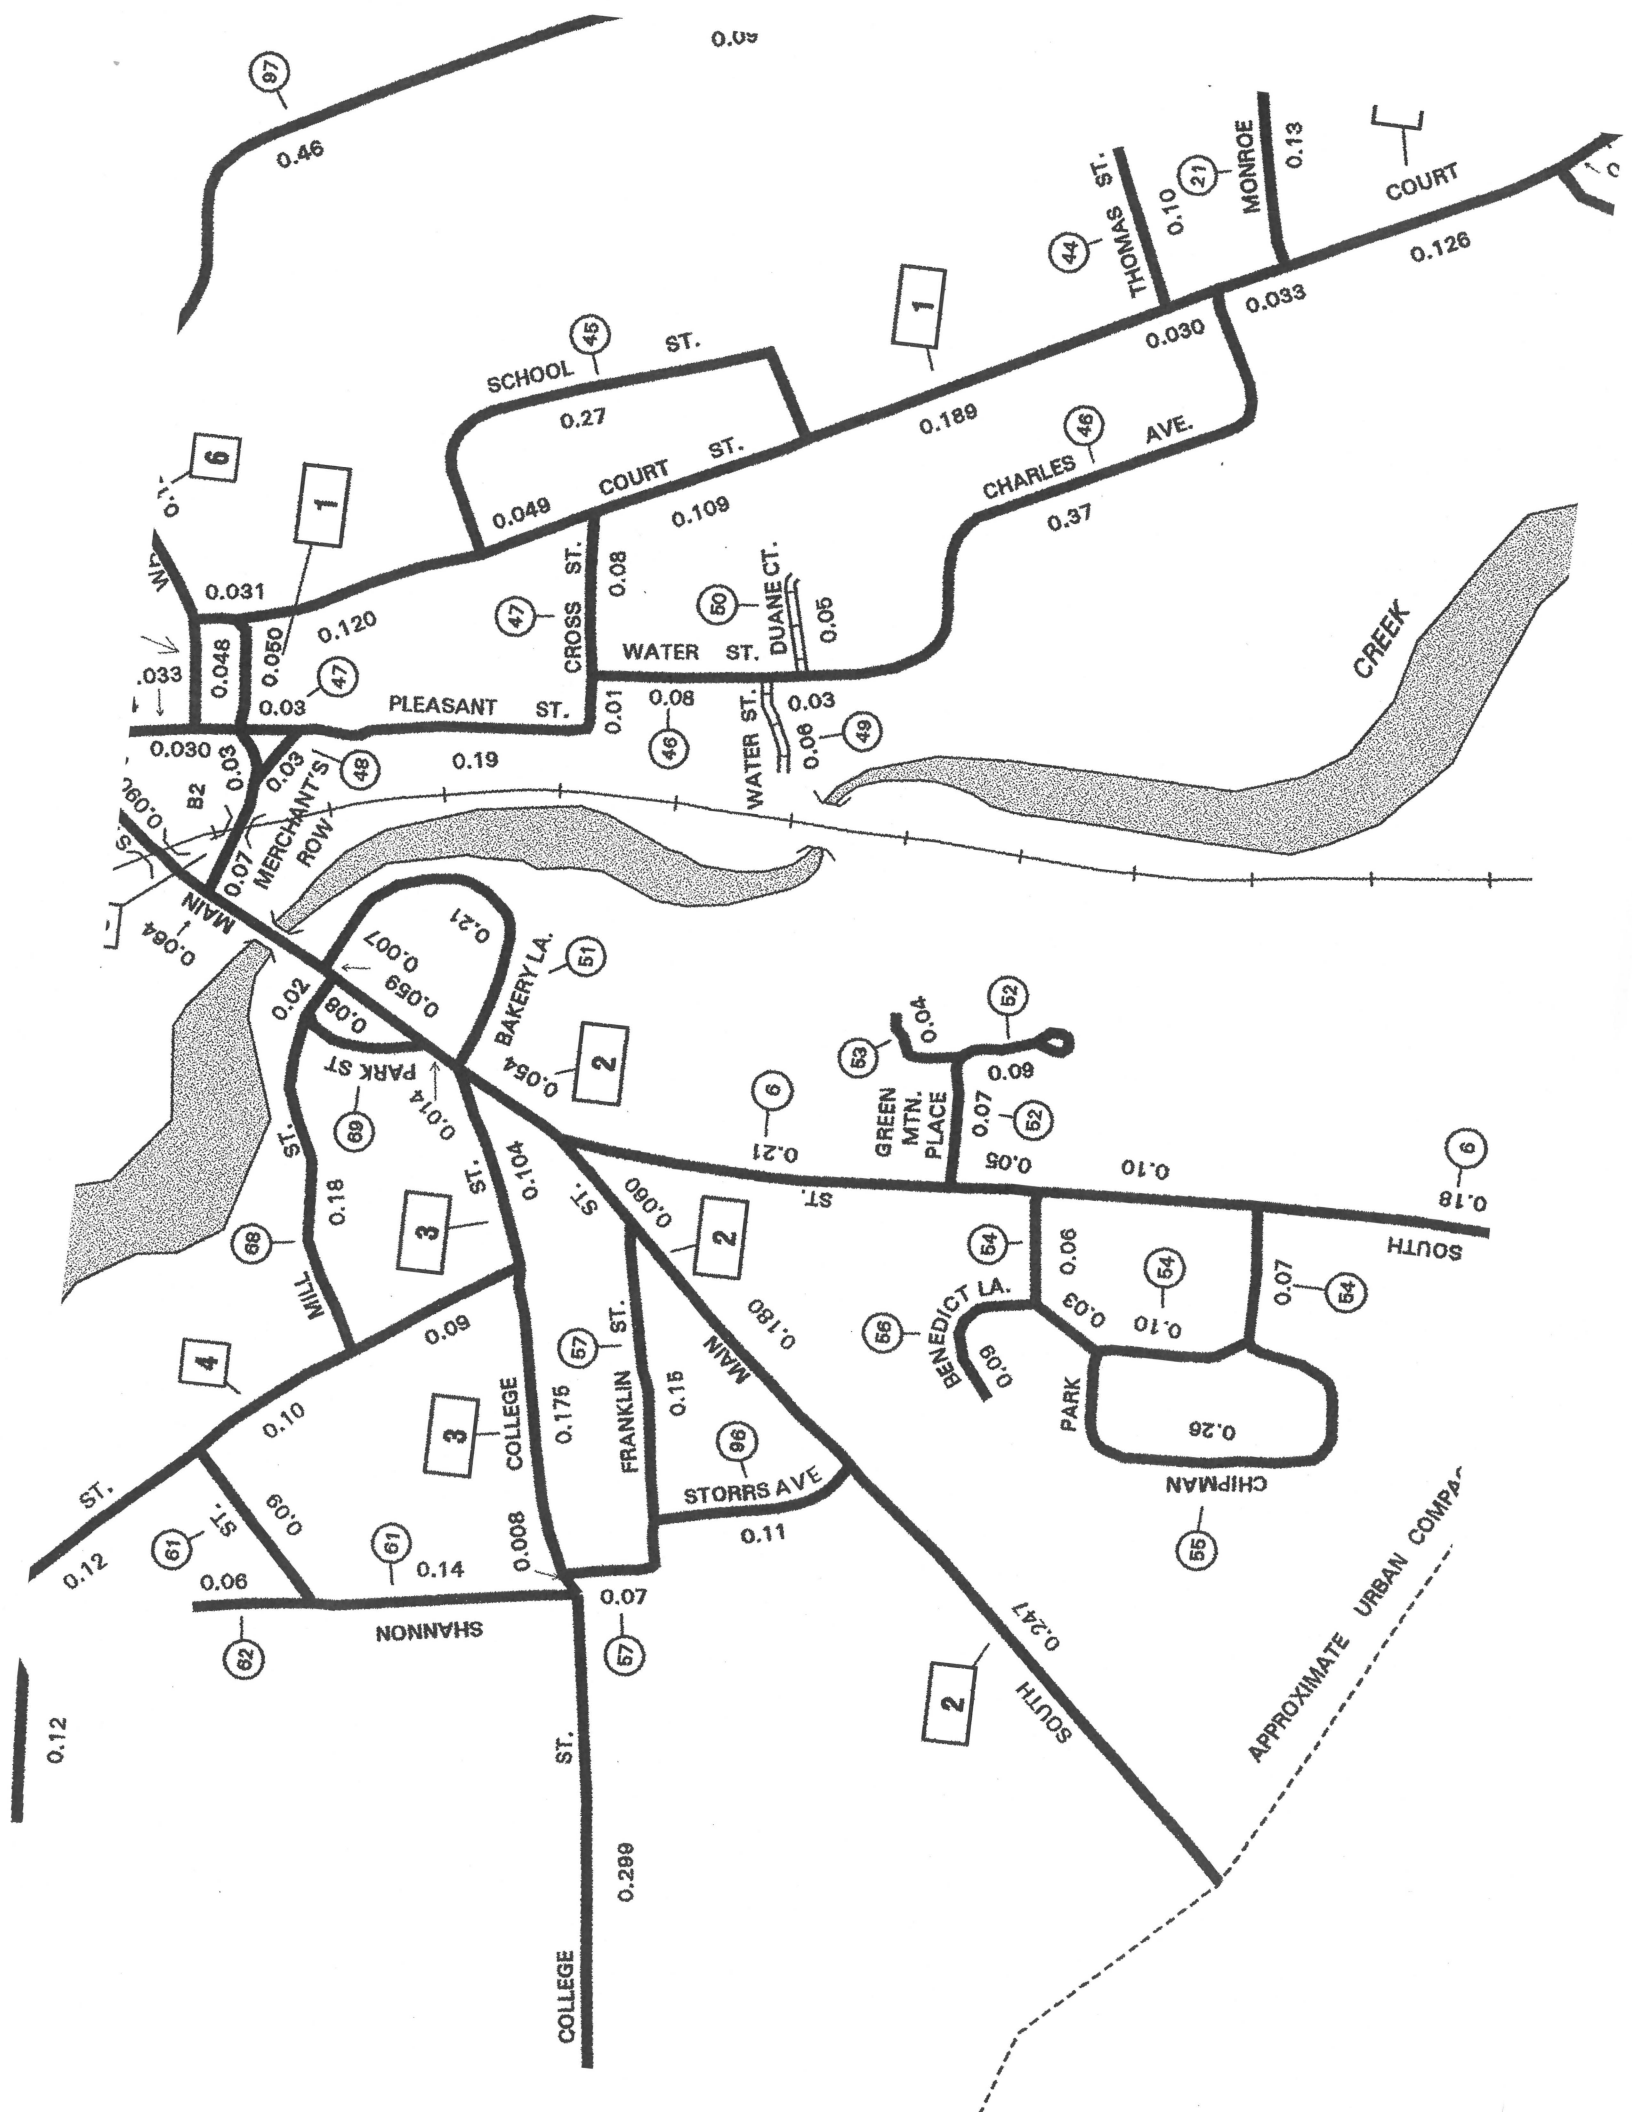 0.09
97
0.46
THOMAS ST.
44
0.10
21
MONROE
0.13
COURT
0.126
0.033
0.030
1
0.189
SCHOOL ST.
45
0.27
COURT ST.
0.049
0.109
CHARLES AVE.
46
0.37
6
1
0.031
0.120
0.048
0.050
.033
47
0.03
PLEASANT ST.
0.19
CROSS ST.
47
0.08
0.01
50
DUANE CT.
0.05
WATER ST.
0.08
46
0.03
WATER ST.
0.06
49
CREEK
0.030
B2
0.03
0.03
48
MERCHANT'S
ROW
0.07
MAIN
0.064
0.02
0.08
0.007
0.059
0.21
BAKERY LA.
51
PARK ST
69
0.014
0.054
2
ST.
0.18
MILL
68
3
ST.
0.104
0.09
4
0.10
ST.
0.12
3
COLLEGE
0.175
0.008
57
FRANKLIN ST.
0.15
ST.
0.060
2
MAIN
0.180
96
STORRS AVE
0.11
0.07
57
61
ST.
0.09
61
0.14
0.06
62
SHANNON
0.12
6
0.21
ST.
GREEN
MTN.
PLACE
53
0.04
52
0.09
0.07
52
0.05
0.10
6
0.18
SOUTH
54
0.06
54
0.03
0.10
0.07
54
BENEDICT LA.
56
0.09
PARK
0.26
CHIPMAN
55
2
0.247
SOUTH
APPROXIMATE URBAN
ST.
0.299
COLLEGE